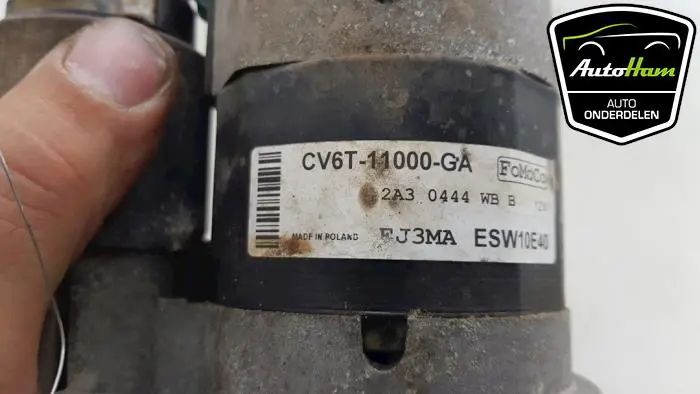 AutoHam
AUTO
ONDERDELEN
CV6T-11000-GA FoMoCo
2A3 0444 WB B
MADE IN POLAND EJ3MA ESW10E40